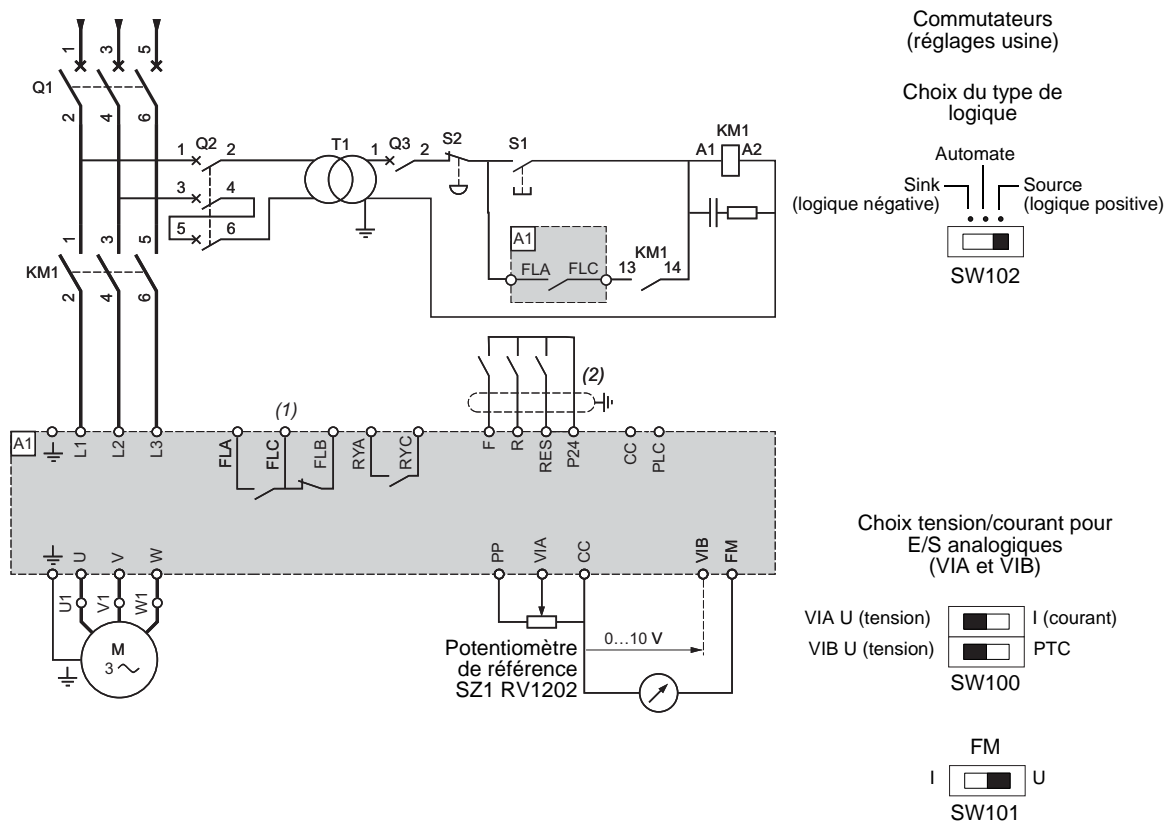 Commutateurs
(réglages usine)
Choix du type de
logique
Automate
Sink
Source
(logique négative)
(logique positive)
SW102
1
3
5
Q1
2
4
6
1
Q2
2
3
4
5
6
T1
1
Q3
2
S2
S1
KM1
A1
A2
A1
FLA
FLC
13
KM1
14
1
3
5
KM1
2
4
6
(2)
(1)
A1
L1
L2
L3
FLA
FLC
FLB
RYA
RYC
F
R
RES
P24
CC
PLC
U
V
W
PP
VIA
CC
VIB
FM
U1
V1
W1
M
3
Potentiomètre
de référence
SZ1 RV1202
0...10 V
Choix tension/courant pour
E/S analogiques
(VIA et VIB)
VIA U (tension)
I (courant)
VIB U (tension)
PTC
SW100
FM
I
U
SW101